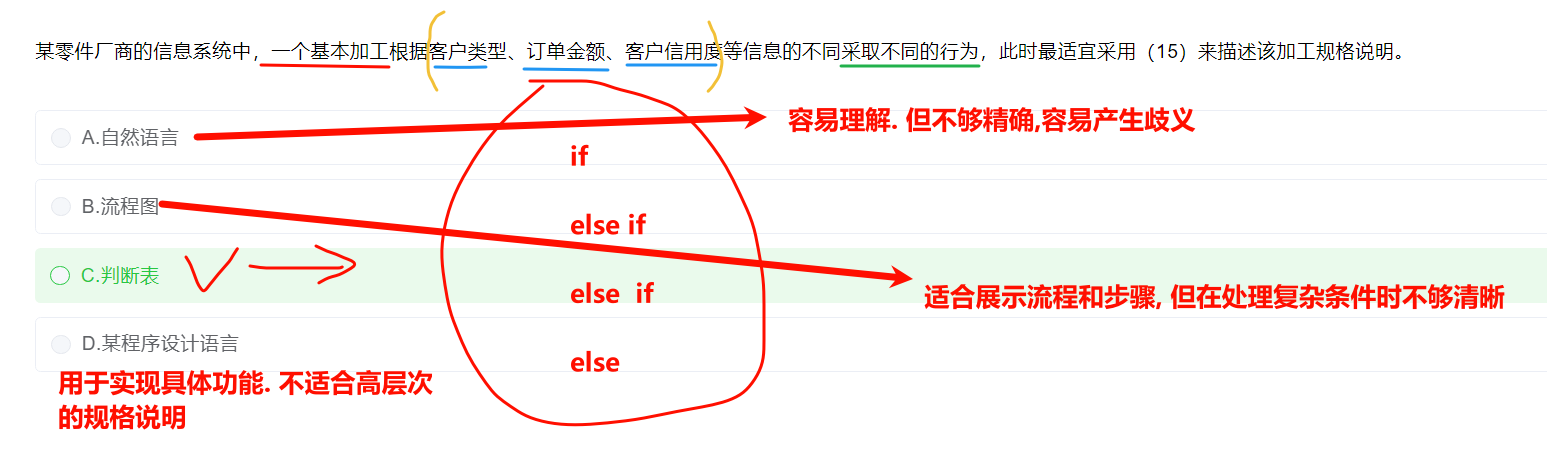 某零件厂商的信息系统中，一个基本加工根据客户类型、订单金额、客户信用度等信息的不同采取不同的行为，此时最适宜采用（15）来描述该加工规格说明。
A.自然语言
容易理解. 但不够精确,容易产生歧义
if
B.流程图
else if
C.判断表
else if
适合展示流程和步骤, 但在处理复杂条件时不够清晰
D.某程序设计语言
else
用于实现具体功能. 不适合高层次
的规格说明